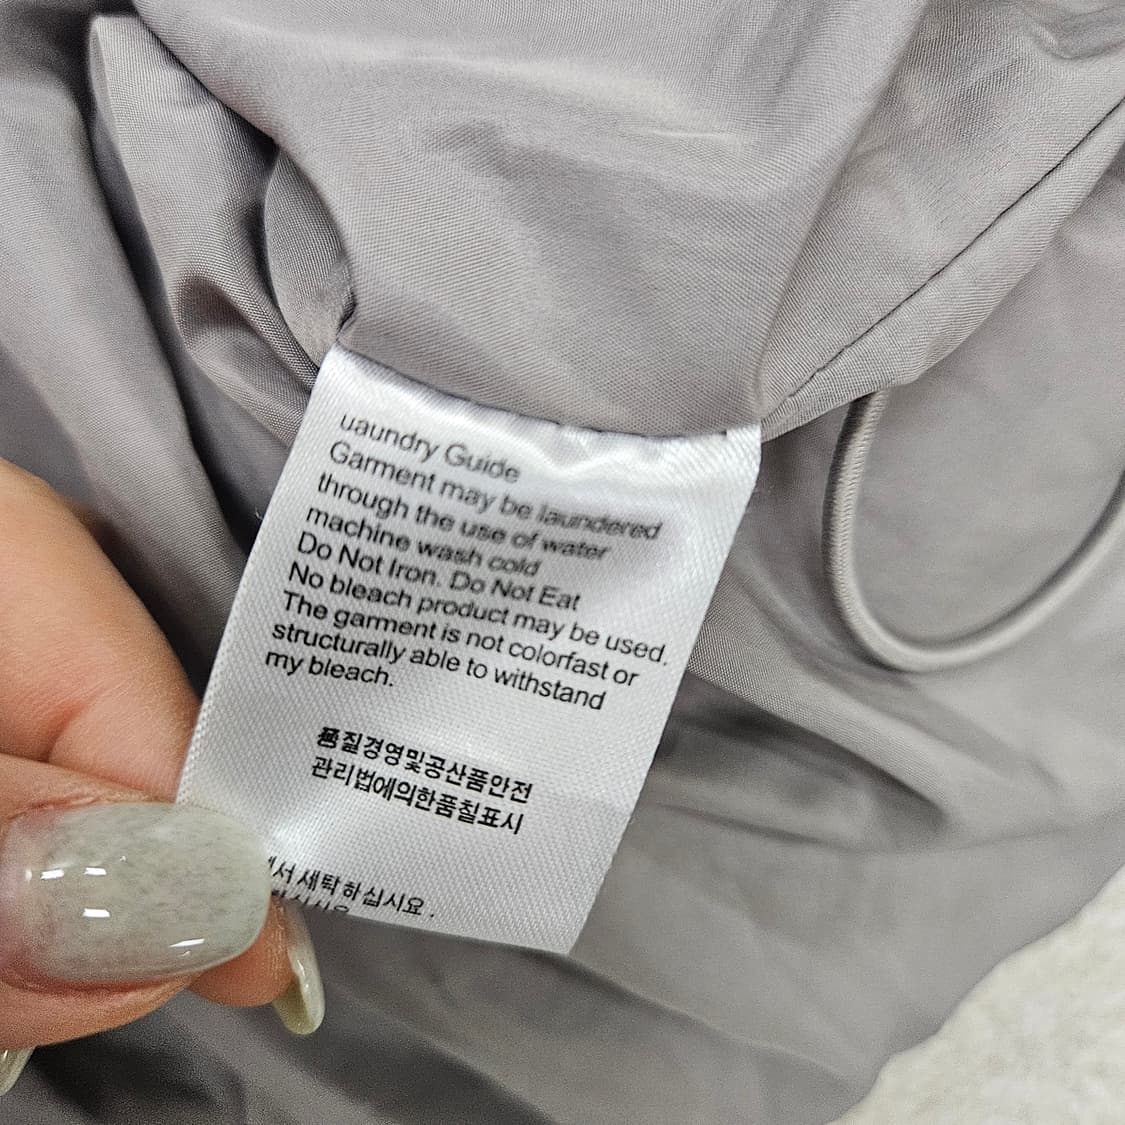 uaundry Guide
Garment may be laundered
through the use of water
machine wash cold
Do Not Iron. Do Not Eat
No bleach product may be used.
The garment is not colorfast or
structurally able to withstand
my bleach.
품질경영및공산품안전
관리법에의한품칠표시
서 세탁 하 십시요 .